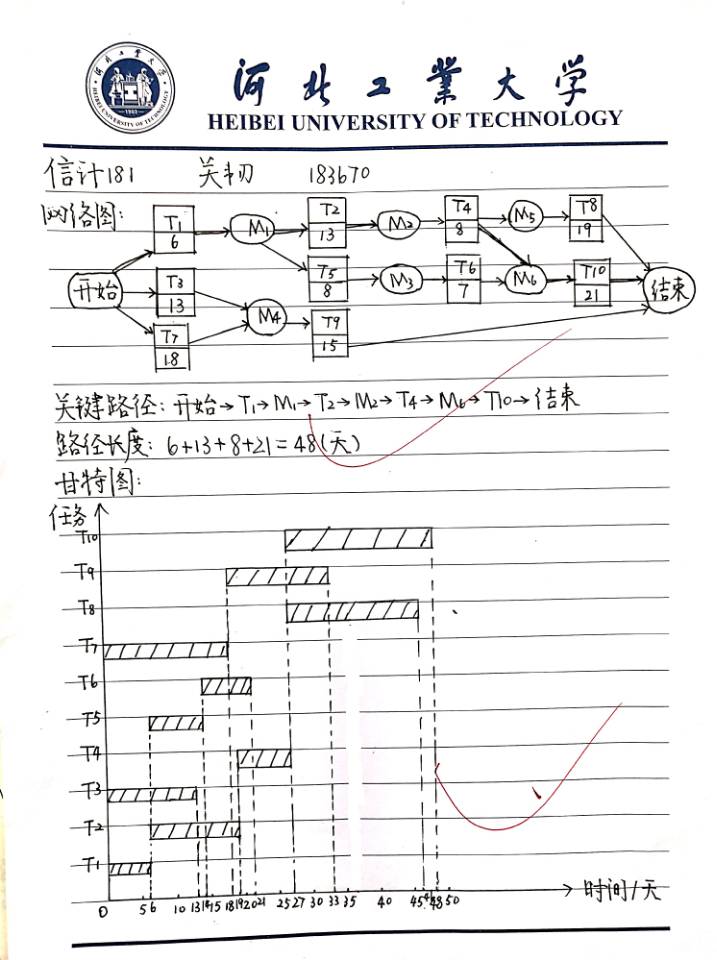 河北工業大学
HEIBEI UNIVERSITY OF TECHNOLOGY
信计181 关韧 183670
网络图:
T1 6 M1 T2 13 M2 T4 8 M5 T8 19
开始 T3 13 T5 8 M3 T6 7 M6 T10 21 结束
T7 18 M4 T9 15
关键路径: 开始→T1→M1→T2→M2→T4→M6→T10→结束
路径长度: 6+13+8+21=48(天)
甘特图:
任务
T10
T9
T8
T7
T6
T5
T4
T3
T2
T1
0 5 6 10 13 14 15 18 19 20 21 25 27 30 33 35 40 45 46 48 50 时间/天